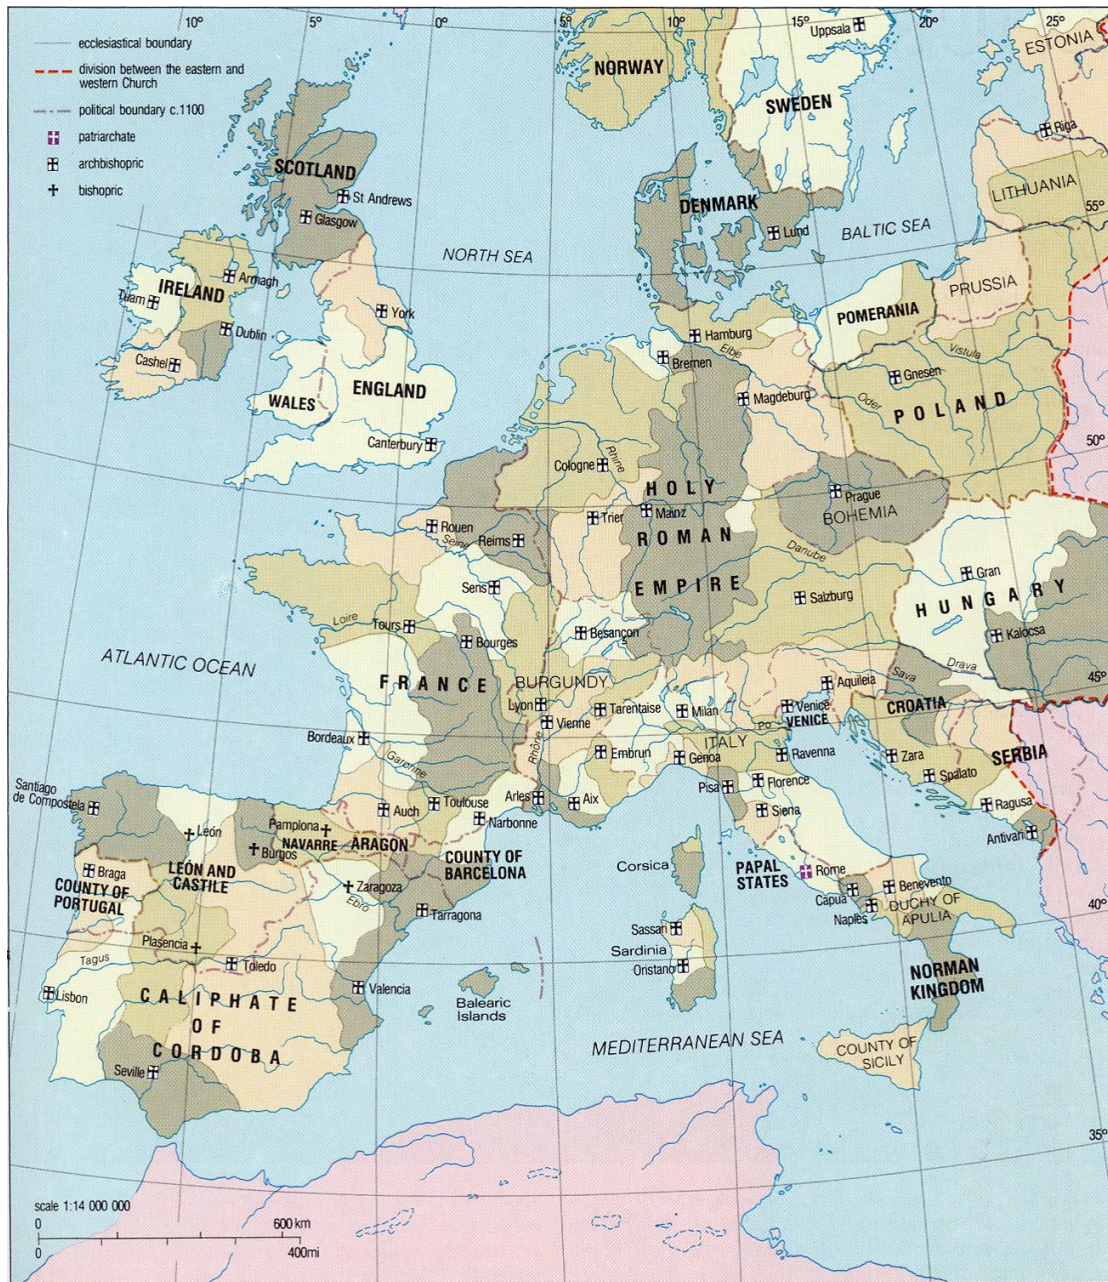 10°
5°
0°
5°
10°
15°
20°
25°
ecclesiastical boundary
division between the eastern and
western Church
political boundary c.1100
patriarchate
archbishopric
bishopric
Uppsala
ESTONIA
NORWAY
SWEDEN
Riga
SCOTLAND
LITHUANIA
St Andrews
DENMARK
55°
Glasgow
Lund
BALTIC SEA
NORTH SEA
Armagh
PRUSSIA
IRELAND
Tuam
York
POMERANIA
Dublin
Hamburg
Elbe
Vistula
Cashel
Bremen
Gnesen
ENGLAND
WALES
Magdeburg
Oder
POLAND
Canterbury
50°
Rhine
Cologne
HOLY
Prague
Mainz
BOHEMIA
Trier
Rouen
Seine
Reims
ROMAN
Danube
Gran
Sens
EMPIRE
Salzburg
HUNGARY
Loire
Tours
Besançon
Bourges
Kalocsa
ATLANTIC OCEAN
Drava
45°
Sava
FRANCE
BURGUNDY
Aquileia
CROATIA
Lyon
Tarentaise
Milan
Venice
Vienne
VENICE
Po
Bordeaux
ITALY
Rhône
Embrun
Genoa
Ravenna
Zara
SERBIA
Garonne
Spalato
Florence
Santiago
de Compostela
Pisa
Arles
Aix
Toulouse
Auch
Siena
Ragusa
Narbonne
Pamplona
León
Antivari
NAVARRE
ARAGON
Burgos
COUNTY OF
BARCELONA
Corsica
LEÓN AND
CASTILE
PAPAL
STATES
Rome
Braga
COUNTY OF
PORTUGAL
Zaragoza
Benevento
Ebro
Capua
DUCHY OF
APULIA
Tarragona
Naples
40°
Sassari
Plasencia
Sardinia
Tagus
Toledo
Oristano
NORMAN
KINGDOM
Valencia
Lisbon
CALIPHATE
Balearic
Islands
OF
MEDITERRANEAN SEA
CORDOBA
COUNTY OF
SICILY
Seville
35°
scale 1:14 000 000
0
600 km
0
400mi